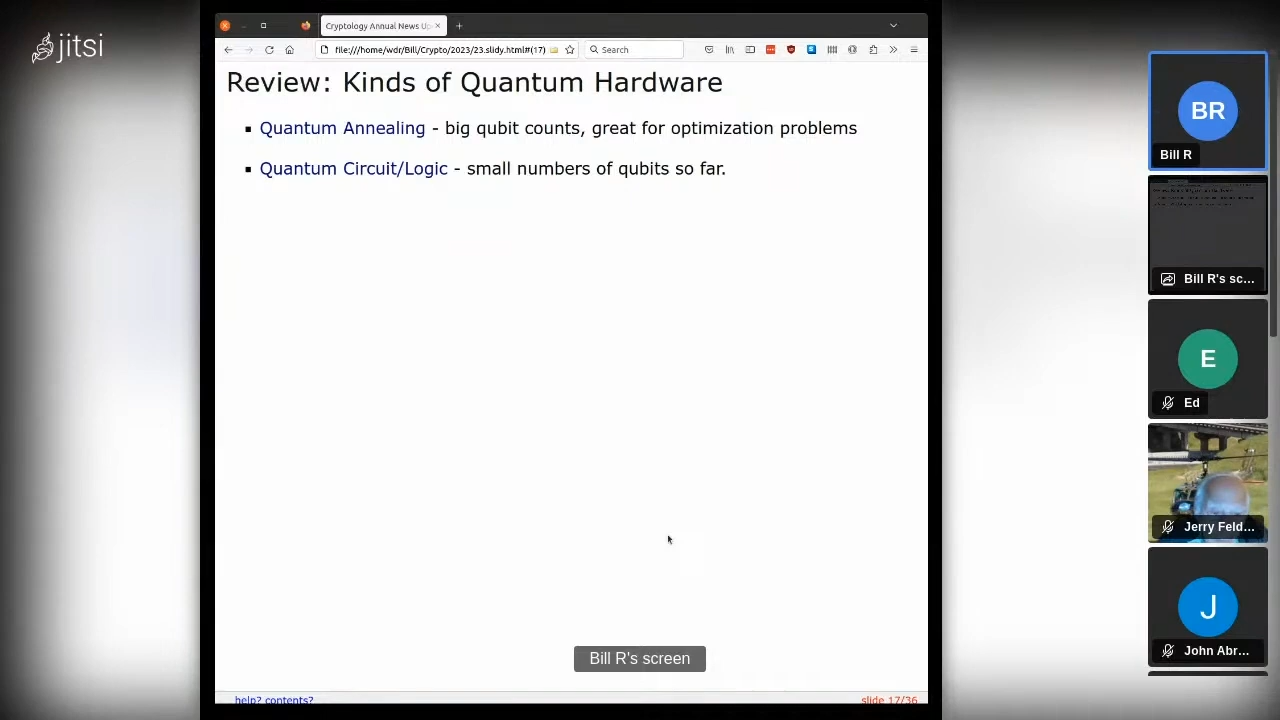 jitsi
Cryptology Annual News Up
file:///home/wdr/Bill/Crypto/2023/23.slidy.html#(17)
Search
Review: Kinds of Quantum Hardware
Quantum Annealing - big qubit counts, great for optimization problems
Quantum Circuit/Logic - small numbers of qubits so far.
Bill R's screen
help? contents?
slide 17/36
BR
Bill R
Bill R's sc...
E
Ed
Jerry Feld...
J
John Abr...